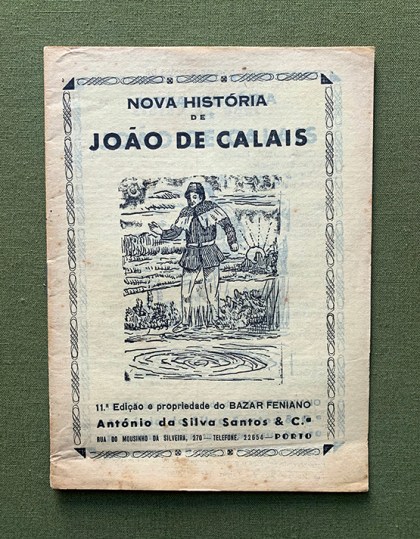 NOVA HISTÓRIA
DE
JOÃO DE CALAIS
11.ª Edição e propriedade do BAZAR FENIANO
António da Silva Santos & C.ª
RUA DO MOUSINHO DA SILVEIRA, 270 — TELEFONE, 22654 — PORTO